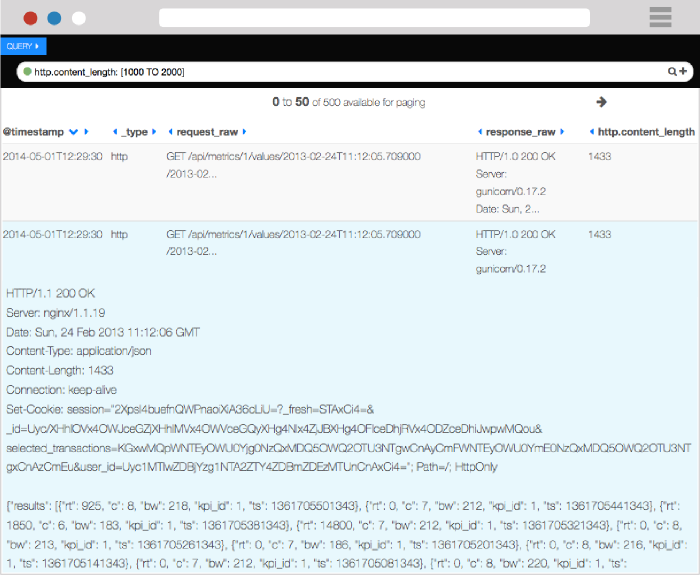 QUERY
http.content_length: [1000 TO 2000]
0 to 50 of 500 available for paging
@timestamp _type request_raw response_raw http.content_length
2014-05-01T12:29:30 http GET /api/metrics/1/values/2013-02-24T11:12:05.709000 HTTP/1.0 200 OK 1433
/2013-02... Server:
gunicorn/0.17.2
Date: Sun, 2...
2014-05-01T12:29:30 http GET /api/metrics/1/values/2013-02-24T11:12:05.709000 HTTP/1.0 200 OK 1433
/2013-02... Server:
gunicorn/0.17.2
HTTP/1.1 200 OK
Server: nginx/1.1.19
Date: Sun, 24 Feb 2013 11:12:06 GMT
Content-Type: application/json
Content-Length: 1433
Connection: keep-alive
Set-Cookie:
selected_transactions=KGxwMQpWNTEyOWU0Yjg0NzQxMDQ5OWQ2OTU3NTgwCnAyCmFWNTEyOWU0YmE0NzQxMDQ5OWQ2OTU3NT
Path=/; HttpOnly
{"results": [{"rt": 925, "c": 8, "bw": 218, "kpi_id": 1, "ts": 1361705501343}, {"rt": 0, "c": 7, "bw": 212, "kpi_id": 1, "ts": 1361705441343}, {"rt":
1850, "c": 6, "bw": 183, "kpi_id": 1, "ts": 1361705381343}, {"rt": 14800, "c": 7, "bw": 212, "kpi_id": 1, "ts": 1361705321343}, {"rt": 0, "c": 8,
"bw": 213, "kpi_id": 1, "ts": 1361705261343}, {"rt": 0, "c": 7, "bw": 186, "kpi_id": 1, "ts": 1361705201343}, {"rt": 0, "c": 8, "bw": 216, "kpi_id":
1, "ts": 1361705141343}, {"rt": 0, "c": 7, "bw": 212, "kpi_id": 1, "ts": 1361705081343}, {"rt": 0, "c": 8, "bw": 220, "kpi_id": 1, "ts":